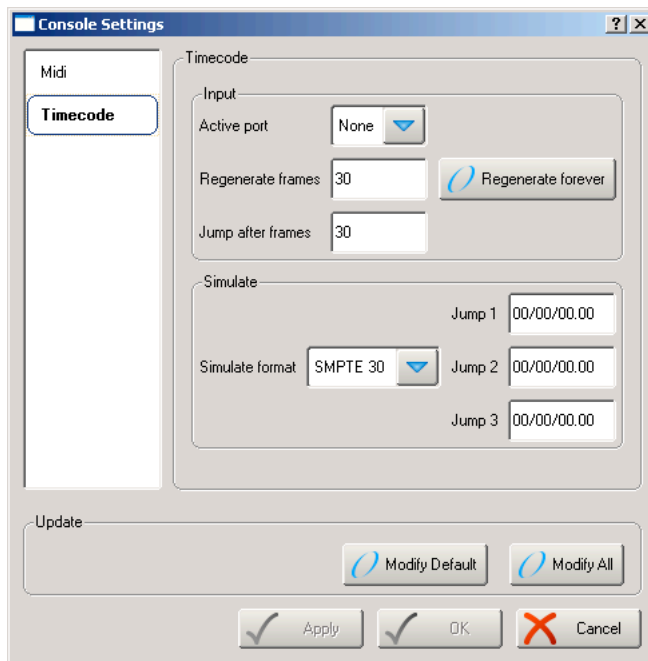 Console Settings
Midi
Timecode
Timecode
Input
Active port None
Regenerate frames 30 Regenerate forever
Jump after frames 30
Simulate
Jump 1 00/00/00.00
Simulate format SMPTE 30 Jump 2 00/00/00.00
Jump 3 00/00/00.00
Update
Modify Default Modify All
Apply OK Cancel